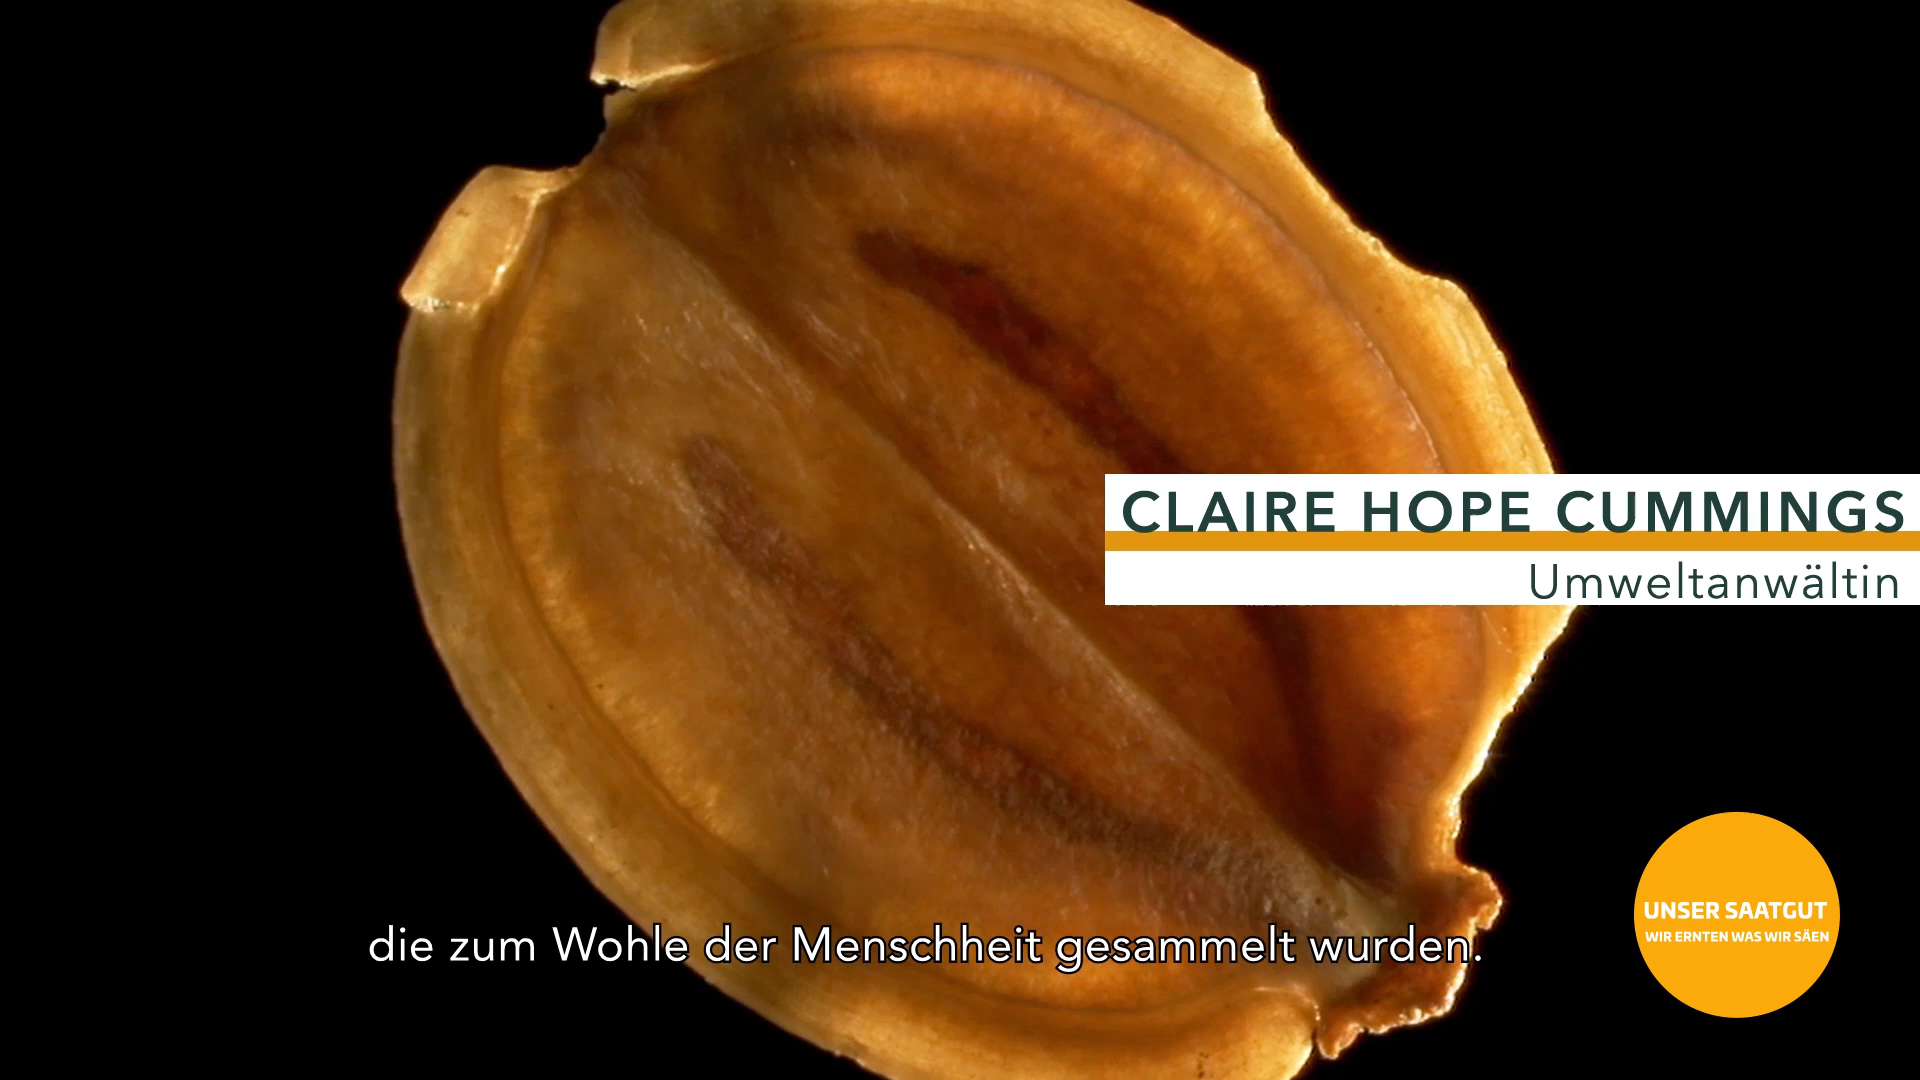 CLAIRE HOPE CUMMINGS
Umweltanwältin
UNSER SAATGUT
WIR ERNTEN WAS WIR SÄEN
die zum Wohle der Menschheit gesammelt wurden.